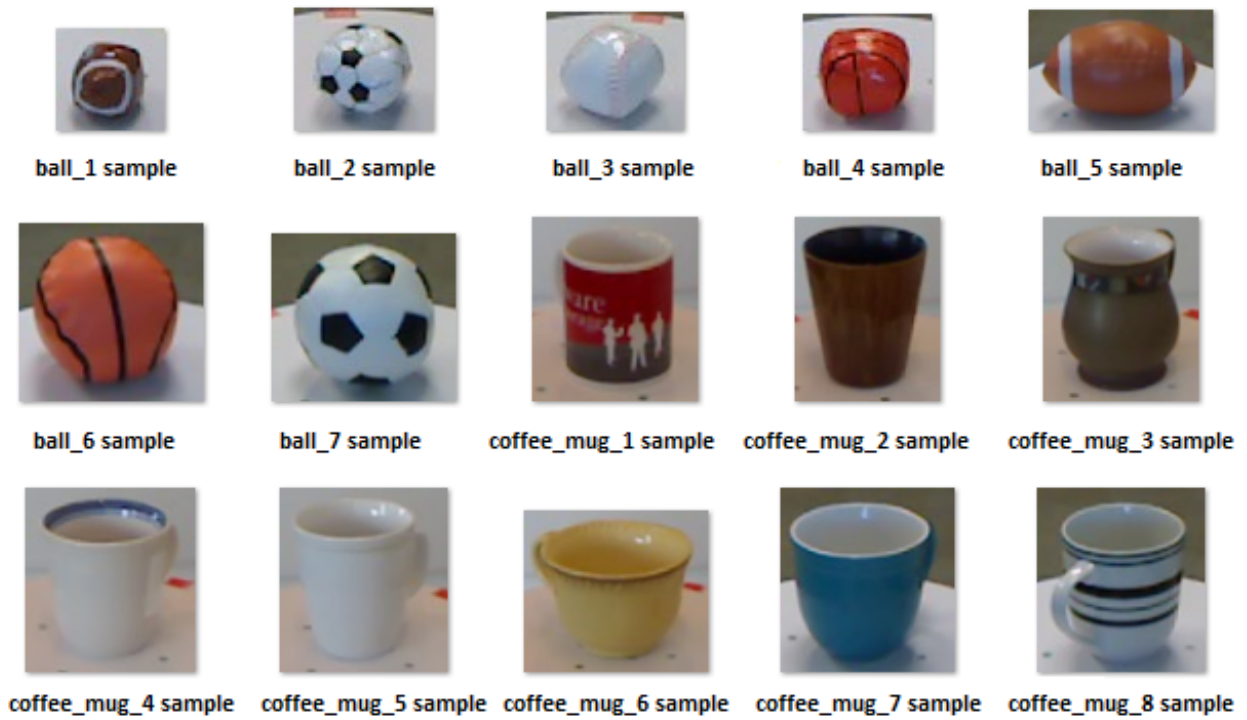 ball_1 sample
ball_2 sample
ball_3 sample
ball_4 sample
ball_5 sample
ball_6 sample
ball_7 sample
coffee_mug_1 sample
coffee_mug_2 sample
coffee_mug_3 sample
coffee_mug_4 sample
coffee_mug_5 sample
coffee_mug_6 sample
coffee_mug_7 sample
coffee_mug_8 sample